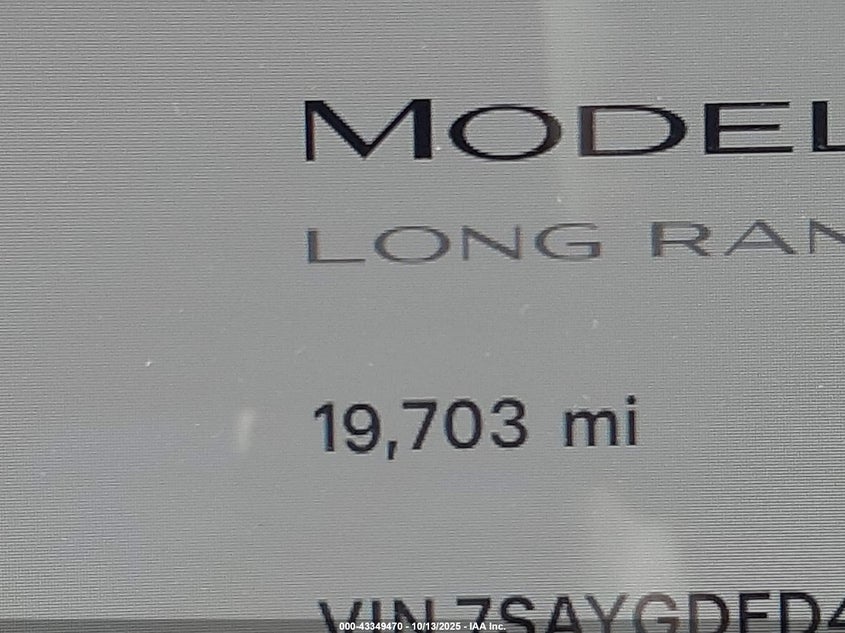 MODEL
LONG RAN
19,703 mi
VIN 7SAYGDED4
000-43349470 - 10/13/2025 - IAA Inc.